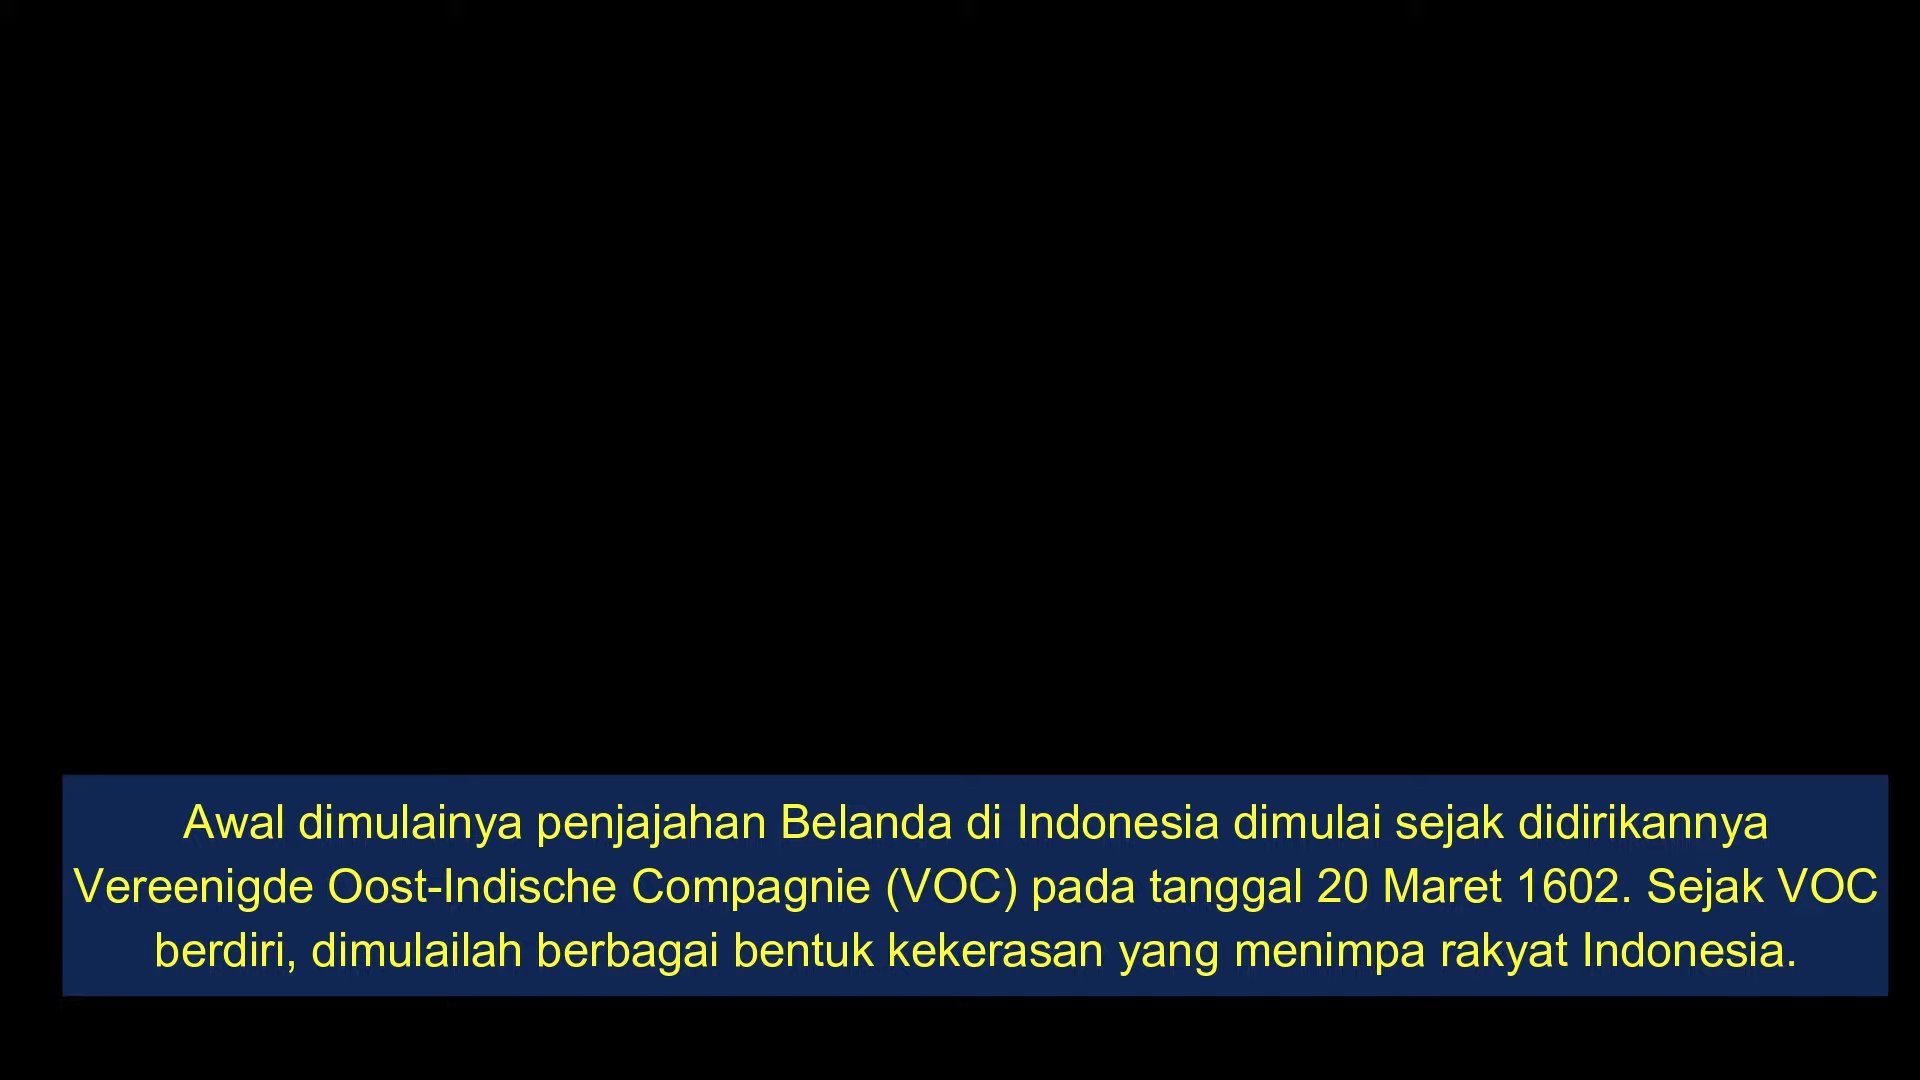 Awal dimulainya penjajahan Belanda di Indonesia dimulai sejak didirikannya
Vereenigde Oost-Indische Compagnie (VOC) pada tanggal 20 Maret 1602. Sejak VOC
berdiri, dimulailah berbagai bentuk kekerasan yang menimpa rakyat Indonesia.